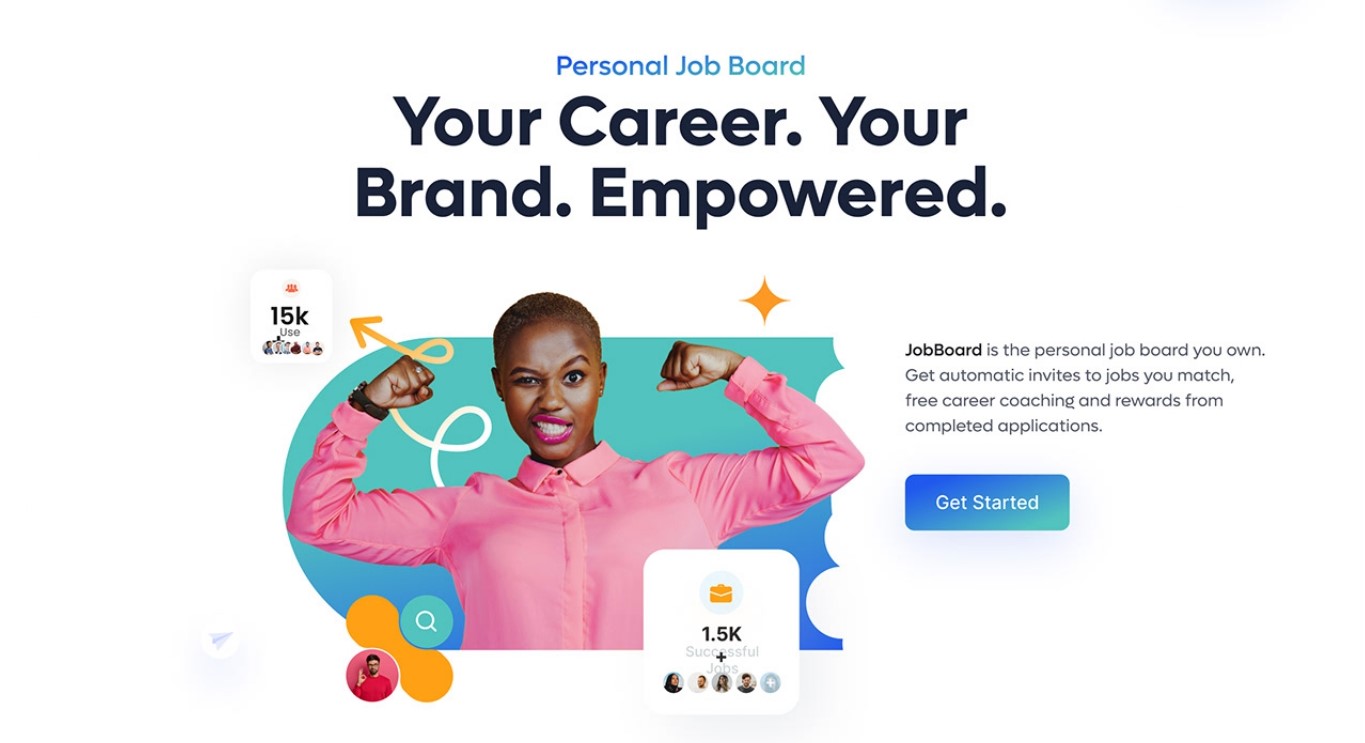 Personal Job Board
Your Career. Your
Brand. Empowered.
15k
Use
JobBoard is the personal job board you own.
Get automatic invites to jobs you match,
free career coaching and rewards from
completed applications.
Get Started
1.5K
Successful
+
Jobs